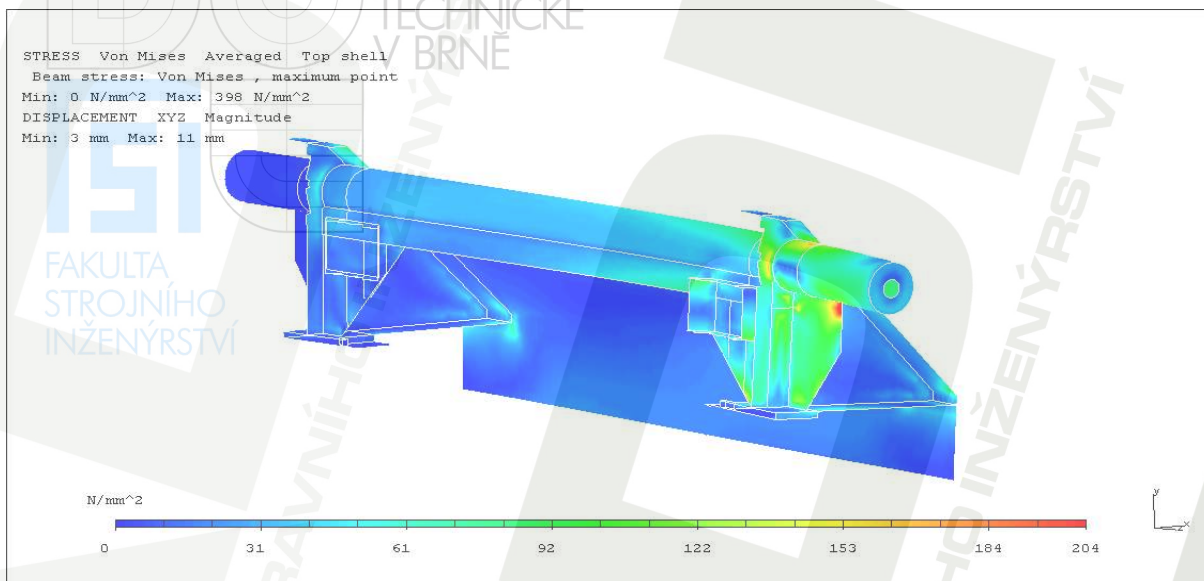 TECHNICKÉ
V BRNĚ
STRESS Von Mises Averaged Top shell
Beam stress: Von Mises , maximum point
Min: 0 N/mm^2 Max: 398 N/mm^2
DISPLACEMENT XYZ Magnitude
Min: 3 mm Max: 11 mm
FAKULTA
STROJNÍHO
INŽENÝRSTVÍ
N/mm^2
0 31 61 92 122 153 184 204
y
z x